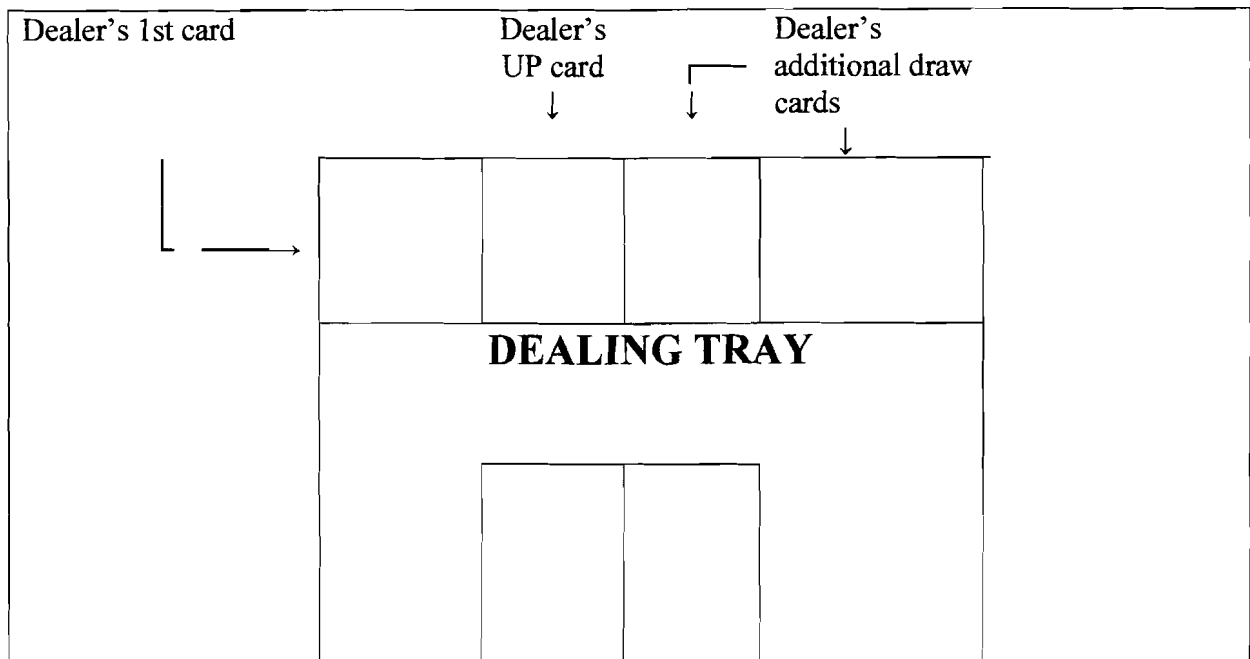 Dealer's 1st card
Dealer's
UP card
Dealer's
additional draw
cards
DEALING TRAY